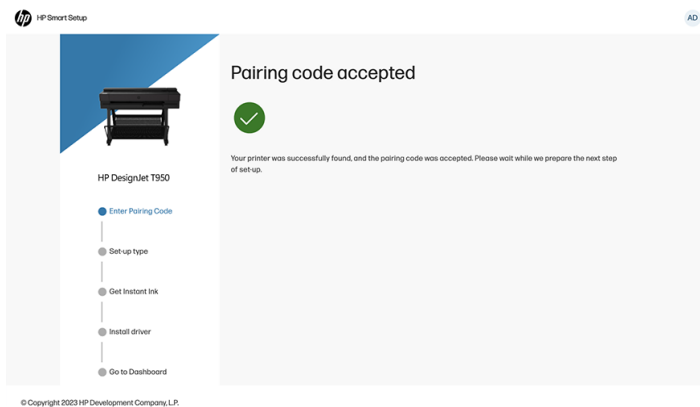 hp HP Smart Setup
AD
Pairing code accepted
Your printer was successfully found, and the pairing code was accepted. Please wait while we prepare the next step
of set-up.
HP DesignJet T950
Enter Pairing Code
Set-up type
Get Instant Ink
Install driver
Go to Dashboard
© Copyright 2023 HP Development Company, L.P.